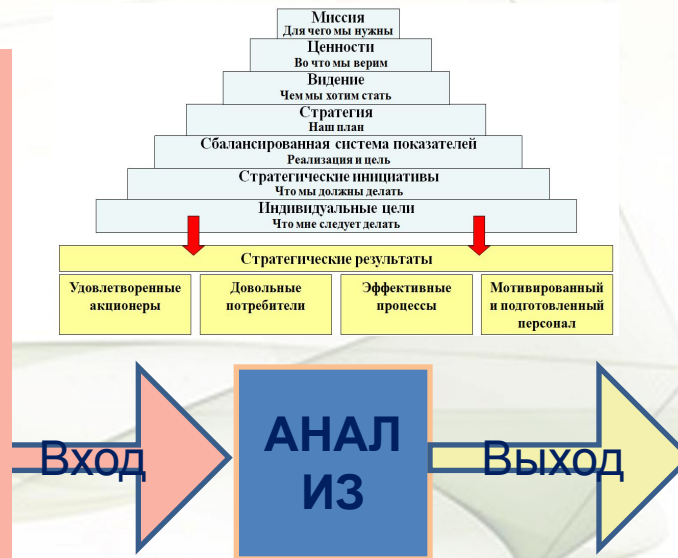 Миссия
Для чего мы нужны
Ценности
Во что мы верим
Видение
Чем мы хотим стать
Стратегия
Наш план
Сбалансированная система показателей
Реализация и цель
Стратегические инициативы
Что мы должны делать
Индивидуальные цели
Что мне следует делать
Стратегические результаты
Удовлетворенные
акционеры
Довольные
потребители
Эффективные
процессы
Мотивированный
и подготовленный
персонал
Вход
АНАЛ
ИЗ
Выход